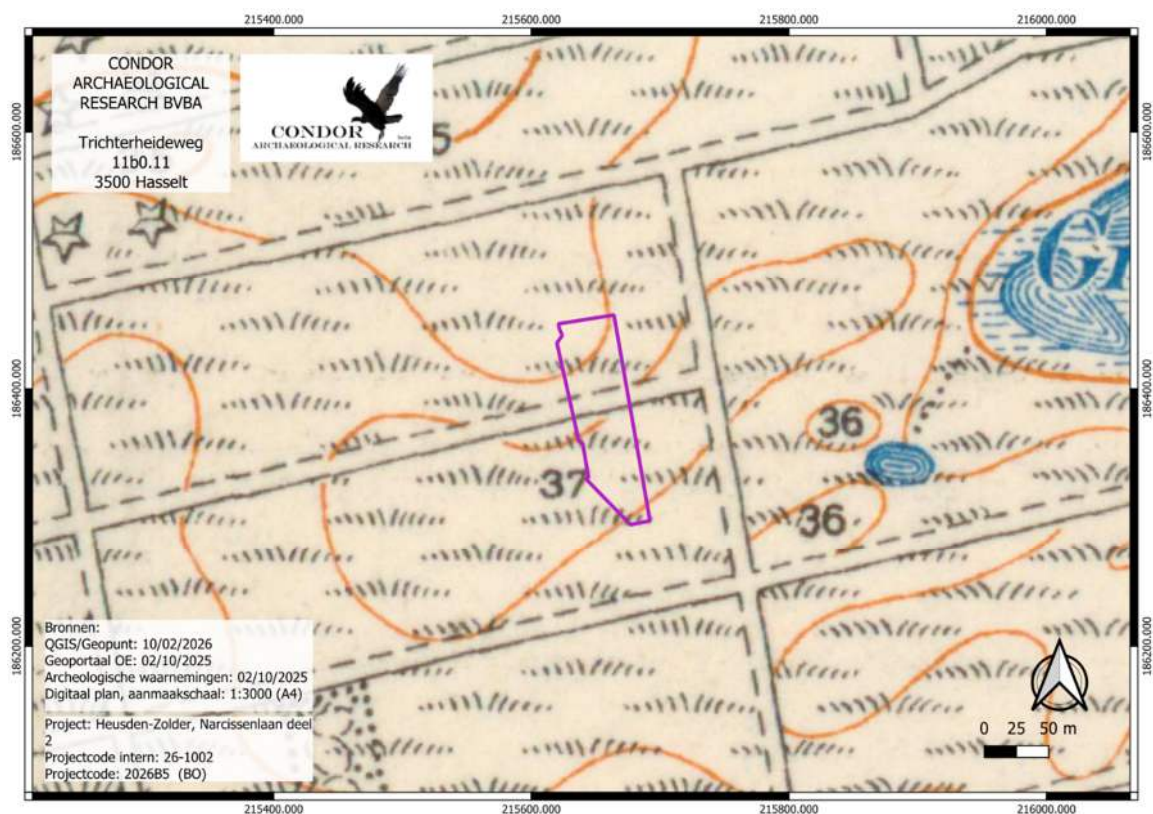 215400.000
215600.000
215800.000
216000.000
CONDOR
ARCHAEOLOGICAL
RESEARCH BVBA
Trichterheideweg
11b0.11
3500 Hasselt
CONDOR
bvba
ARCHAEOLOGICAL RESEARCH
186600.000
186600.000
186400.000
186400.000
36
37
36
186200.000
186200.000
Bronnen:
QGIS/Geopunt: 10/02/2026
Geoportaal OE: 02/10/2025
Archeologische waarnemingen: 02/10/2025
Digitaal plan, aanmaakschaal: 1:3000 (A4)
Project: Heusden-Zolder, Narcissenlaan deel
2
Projectcode intern: 26-1002
Projectcode: 2026B5 (BO)
0 25 50 m
215400.000
215600.000
215800.000
216000.000